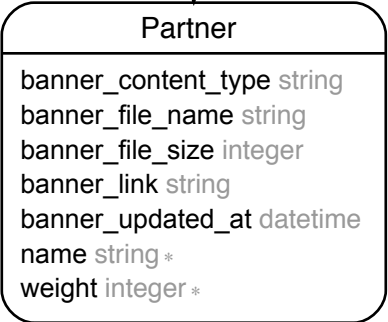 Partner
banner_content_type string
banner_file_name string
banner_file_size integer
banner_link string
banner_updated_at datetime
name string *
weight integer *